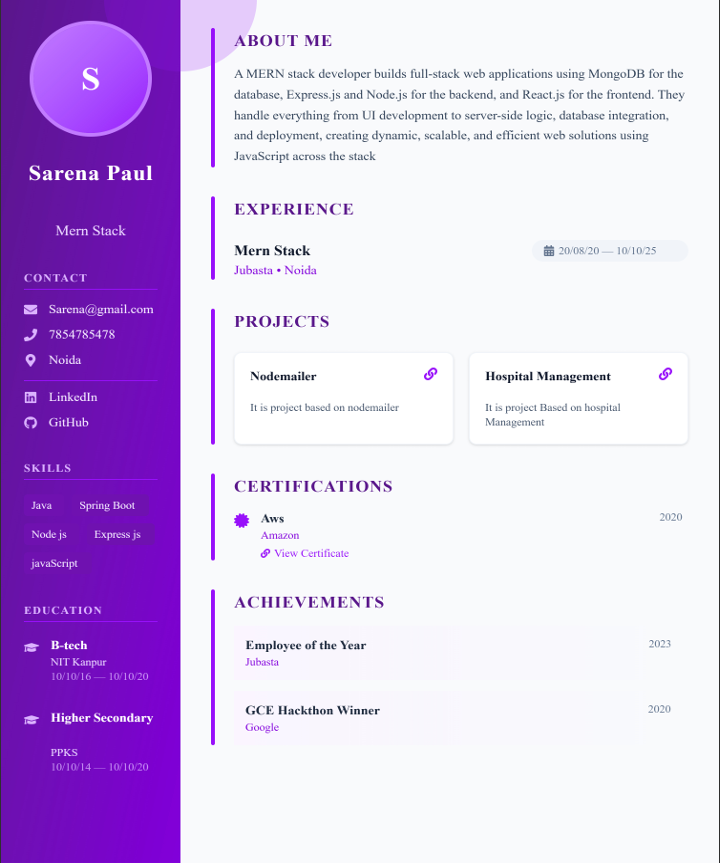 S
Sarena Paul
Mern Stack
CONTACT
Sarena@gmail.com
7854785478
Noida
LinkedIn
GitHub
SKILLS
Java Spring Boot
Node js Express js
javaScript
EDUCATION
B-tech
NIT Kanpur
10/10/16 — 10/10/20
Higher Secondary
PPKS
10/10/14 — 10/10/20
ABOUT ME
A MERN stack developer builds full-stack web applications using MongoDB for the
database, Express.js and Node.js for the backend, and React.js for the frontend. They
handle everything from UI development to server-side logic, database integration,
and deployment, creating dynamic, scalable, and efficient web solutions using
JavaScript across the stack
EXPERIENCE
Mern Stack 20/08/20 — 10/10/25
Jubasta • Noida
PROJECTS
Nodemailer
It is project based on nodemailer
Hospital Management
It is project Based on hospital
Management
CERTIFICATIONS
Aws 2020
Amazon
View Certificate
ACHIEVEMENTS
Employee of the Year 2023
Jubasta
GCE Hackthon Winner 2020
Google